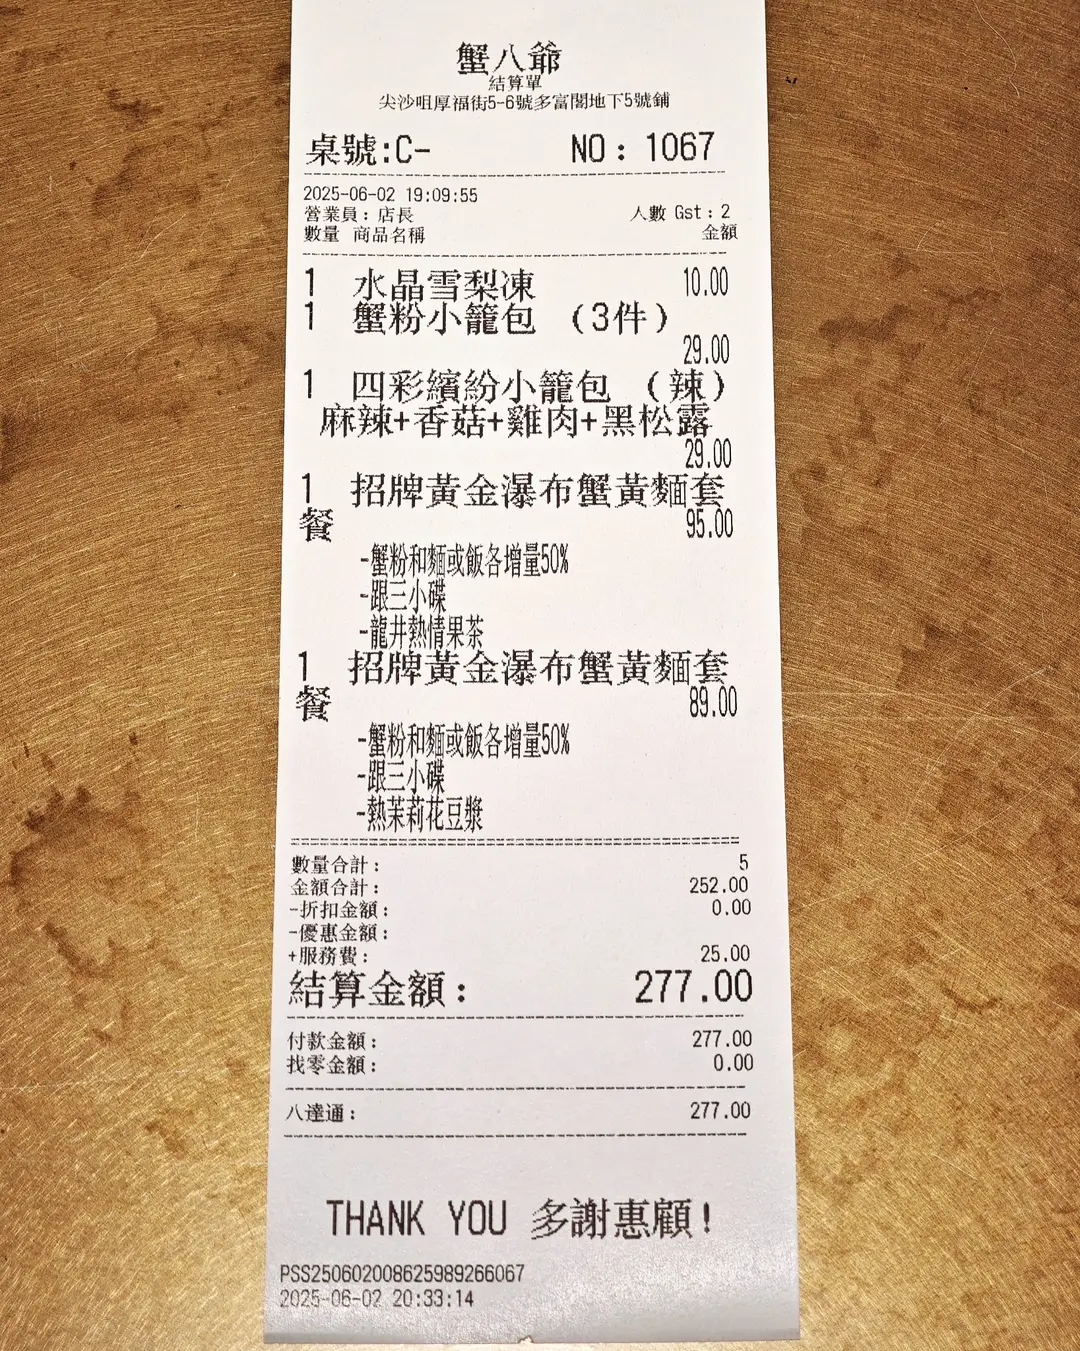 蟹八爺
結算單
尖沙咀厚福街5-6號多富閣地下5號鋪
桌號:C- NO：1067
2025-06-02 19:09:55
營業員：店長 人數 Gst：2
數量 商品名稱 金額
1 水晶雪梨凍 10.00
1 蟹粉小籠包 （3件）
29.00
1 四彩繽紛小籠包 （辣）
麻辣+香菇+雞肉+黑松露
29.00
1 招牌黃金瀑布蟹黃麵套
餐 95.00
-蟹粉和麵或飯各增量50%
-跟三小碟
-龍井熱情果茶
1 招牌黃金瀑布蟹黃麵套
餐 89.00
-蟹粉和麵或飯各增量50%
-跟三小碟
-熱茉莉花豆漿
數量合計： 5
金額合計： 252.00
-折扣金額： 0.00
-優惠金額：
+服務費： 25.00
結算金額： 277.00
付款金額： 277.00
找零金額： 0.00
八達通： 277.00
THANK YOU 多謝惠顧！
PSS250602008625989266067
2025-06-02 20:33:14